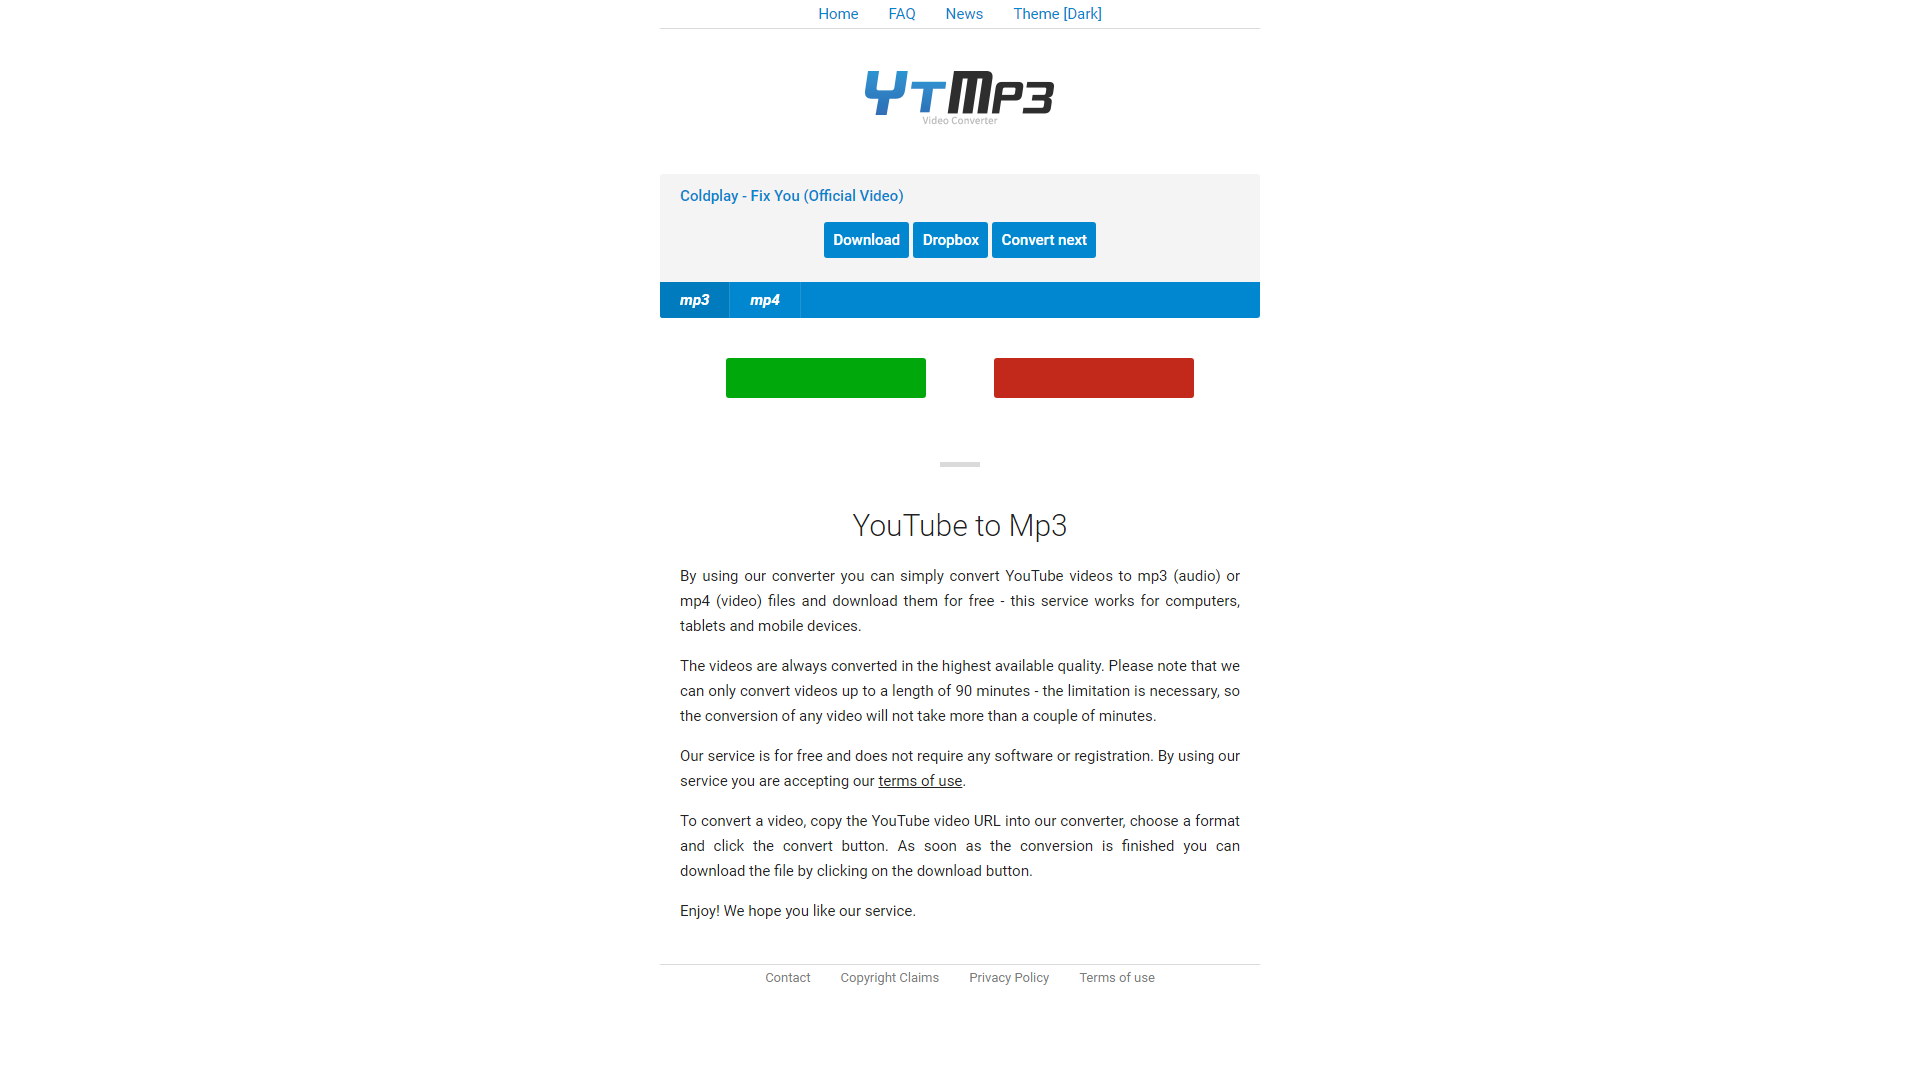 Home FAQ News Theme [Dark]
YTMP3
Video Converter
Coldplay - Fix You (Official Video)
Download Dropbox Convert next
mp3 mp4
YouTube to Mp3
By using our converter you can simply convert YouTube videos to mp3 (audio) or
mp4 (video) files and download them for free - this service works for computers,
tablets and mobile devices.
The videos are always converted in the highest available quality. Please note that we
can only convert videos up to a length of 90 minutes - the limitation is necessary, so
the conversion of any video will not take more than a couple of minutes.
Our service is for free and does not require any software or registration. By using our
service you are accepting our terms of use.
To convert a video, copy the YouTube video URL into our converter, choose a format
and click the convert button. As soon as the conversion is finished you can
download the file by clicking on the download button.
Enjoy! We hope you like our service.
Contact Copyright Claims Privacy Policy Terms of use